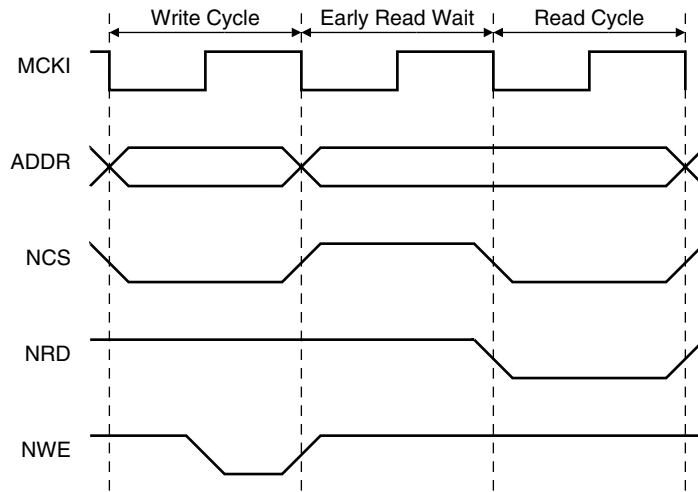 Write Cycle Early Read Wait Read Cycle
MCKI
ADDR
NCS
NRD
NWE